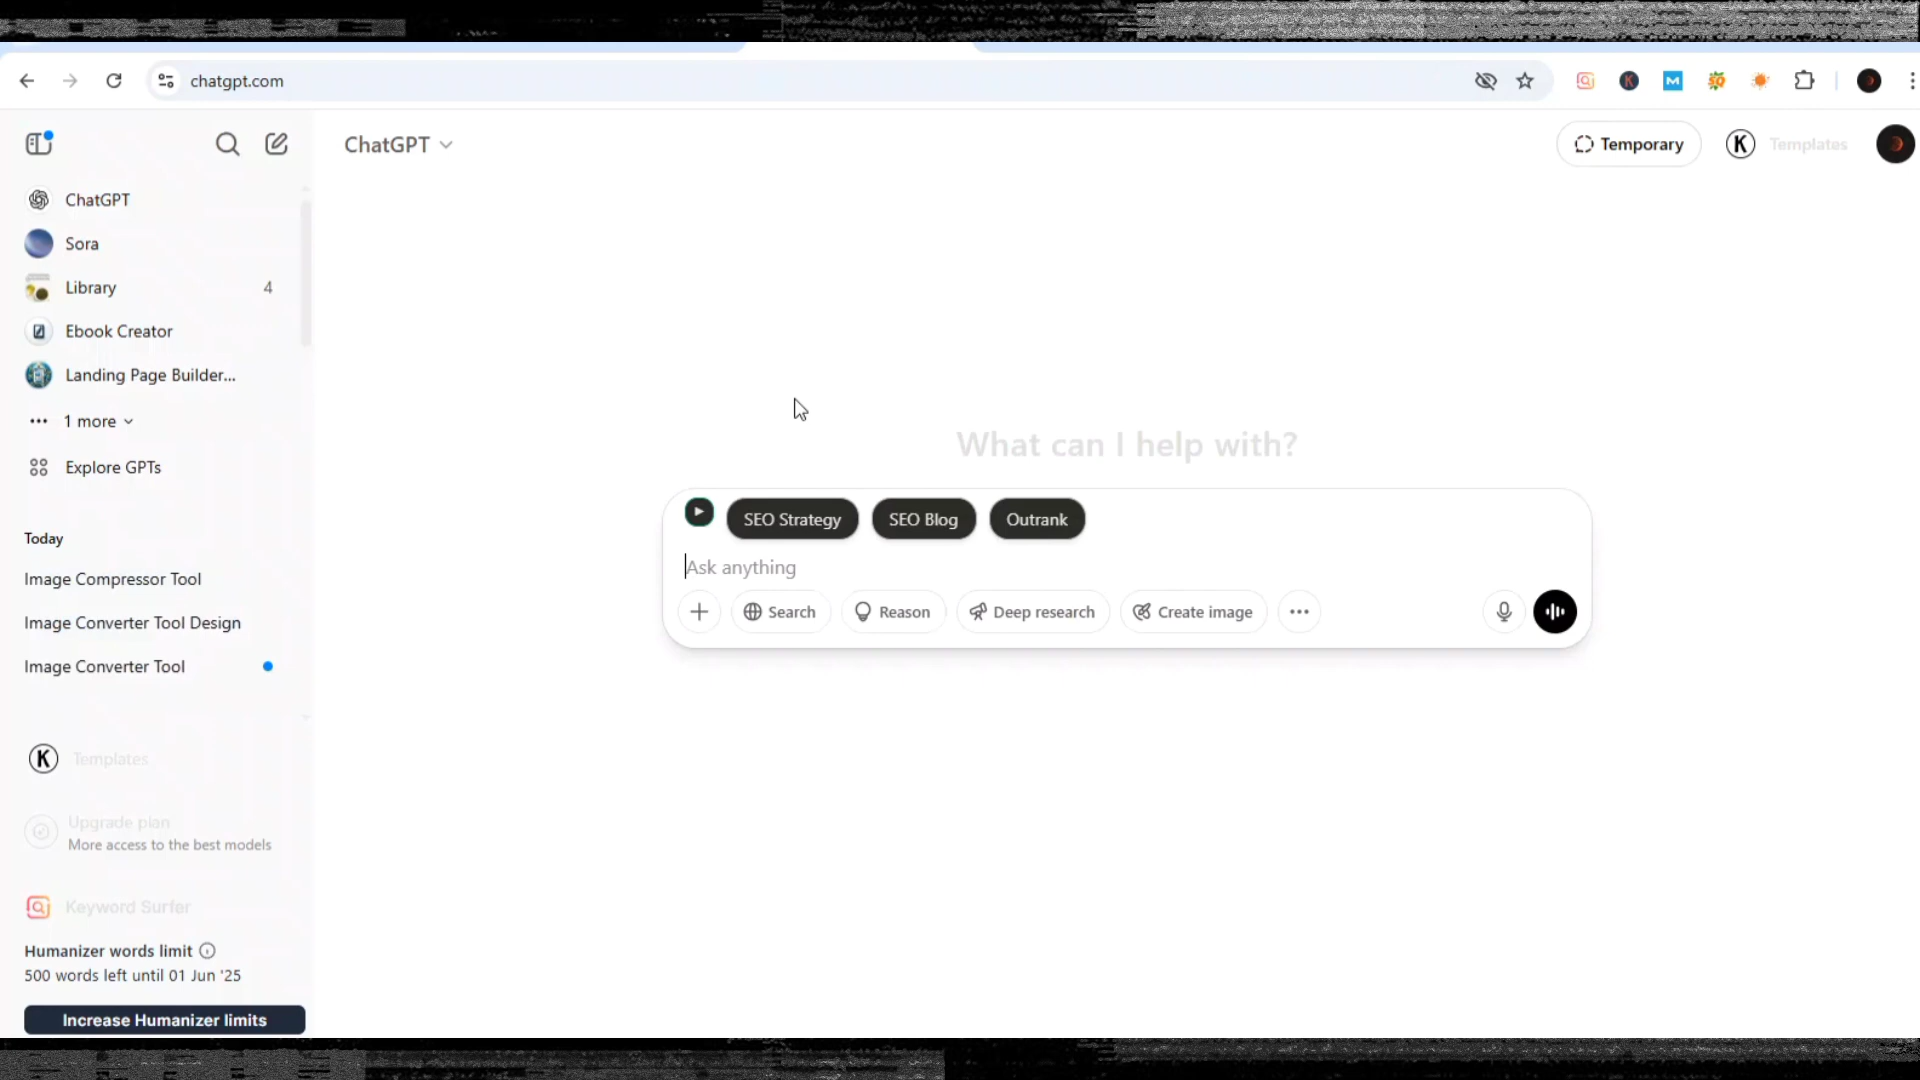 chatgpt.com
ChatGPT
Temporary
Templates
ChatGPT
Sora
Library 4
Ebook Creator
Landing Page Builder...
1 more
Explore GPTs
Today
Image Compressor Tool
Image Converter Tool Design
Image Converter Tool
Templates
Upgrade plan
More access to the best models
Keyword Surfer
Humanizer words limit
500 words left until 01 Jun '25
Increase Humanizer limits
What can I help with?
SEO Strategy SEO Blog Outrank
Ask anything
Search Reason Deep research Create image